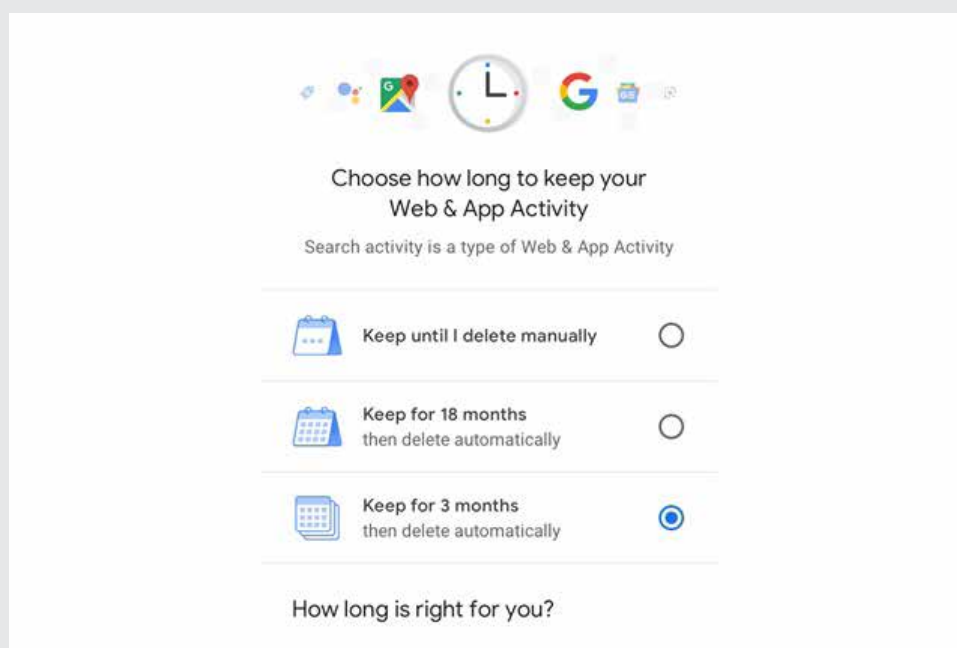 Choose how long to keep your
Web & App Activity
Search activity is a type of Web & App Activity
Keep until I delete manually
Keep for 18 months
then delete automatically
Keep for 3 months
then delete automatically
How long is right for you?